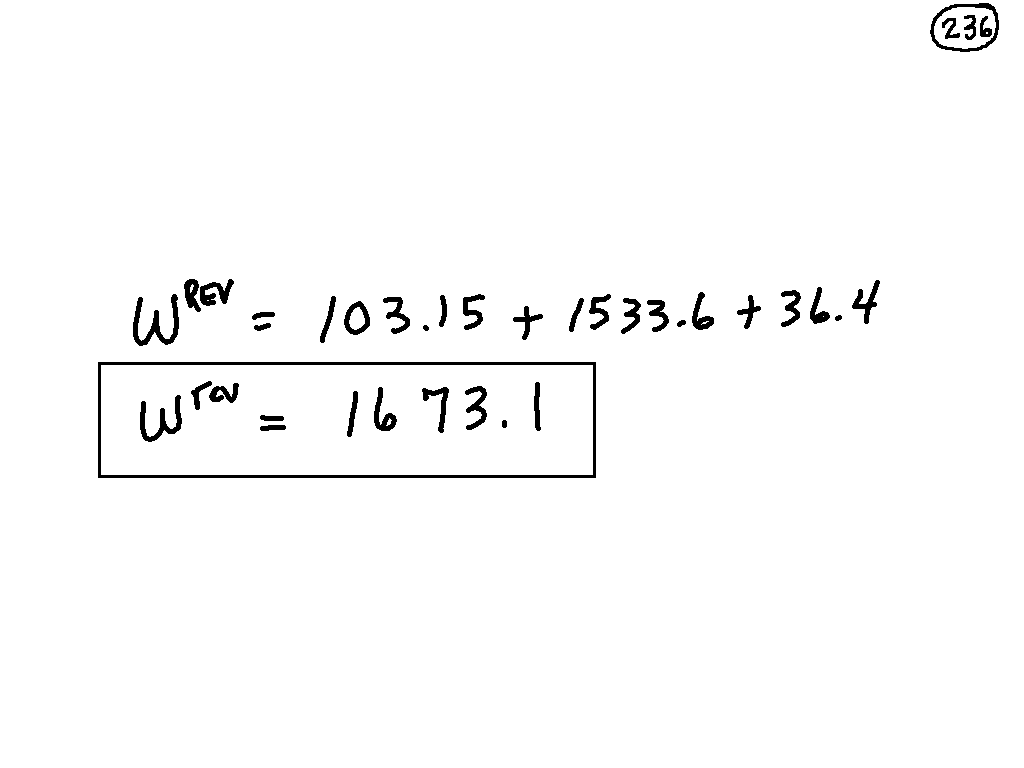 236
W^REV = 103.15 + 1533.6 + 36.4
W^rev = 1673.1